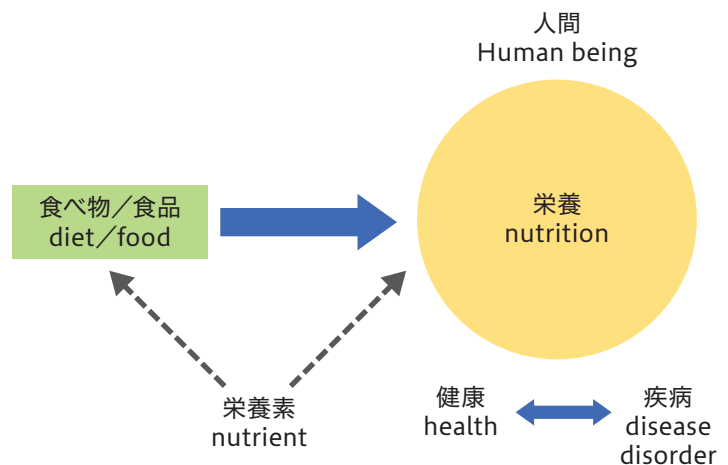 人間
Human being
食べ物／食品
diet／food
栄養
nutrition
栄養素
nutrient
健康
health
疾病
disease
disorder